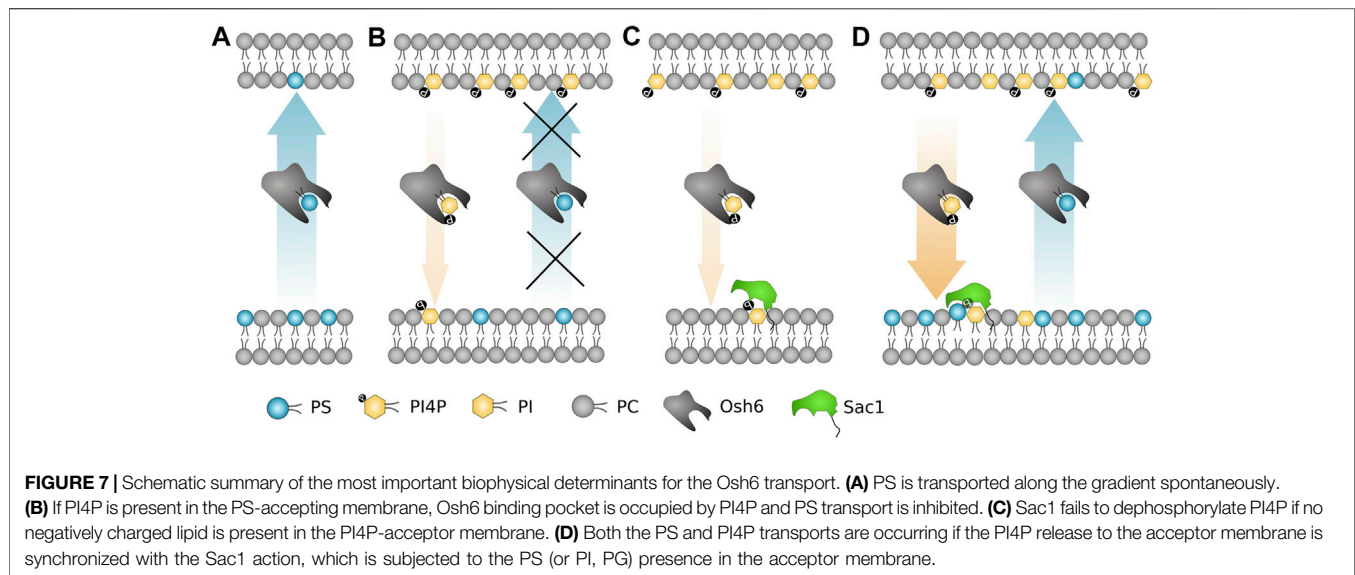 A B C D
PS PI4P PI PC Osh6 Sac1
FIGURE 7 | Schematic summary of the most important biophysical determinants for the Osh6 transport. (A) PS is transported along the gradient spontaneously.
(B) If PI4P is present in the PS-accepting membrane, Osh6 binding pocket is occupied by PI4P and PS transport is inhibited. (C) Sac1 fails to dephosphorylate PI4P if no
negatively charged lipid is present in the PI4P-acceptor membrane. (D) Both the PS and PI4P transports are occurring if the PI4P release to the acceptor membrane is
synchronized with the Sac1 action, which is subjected to the PS (or PI, PG) presence in the acceptor membrane.